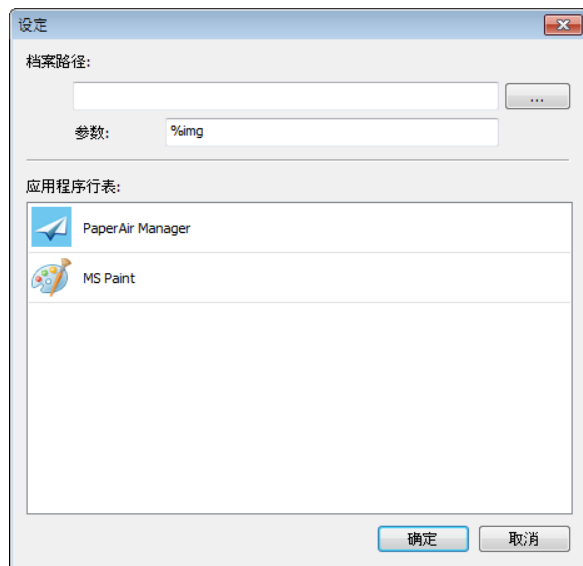 设定
档案路径:
...
参数: %img
应用程序行表:
PaperAir Manager
MS Paint
确定 取消